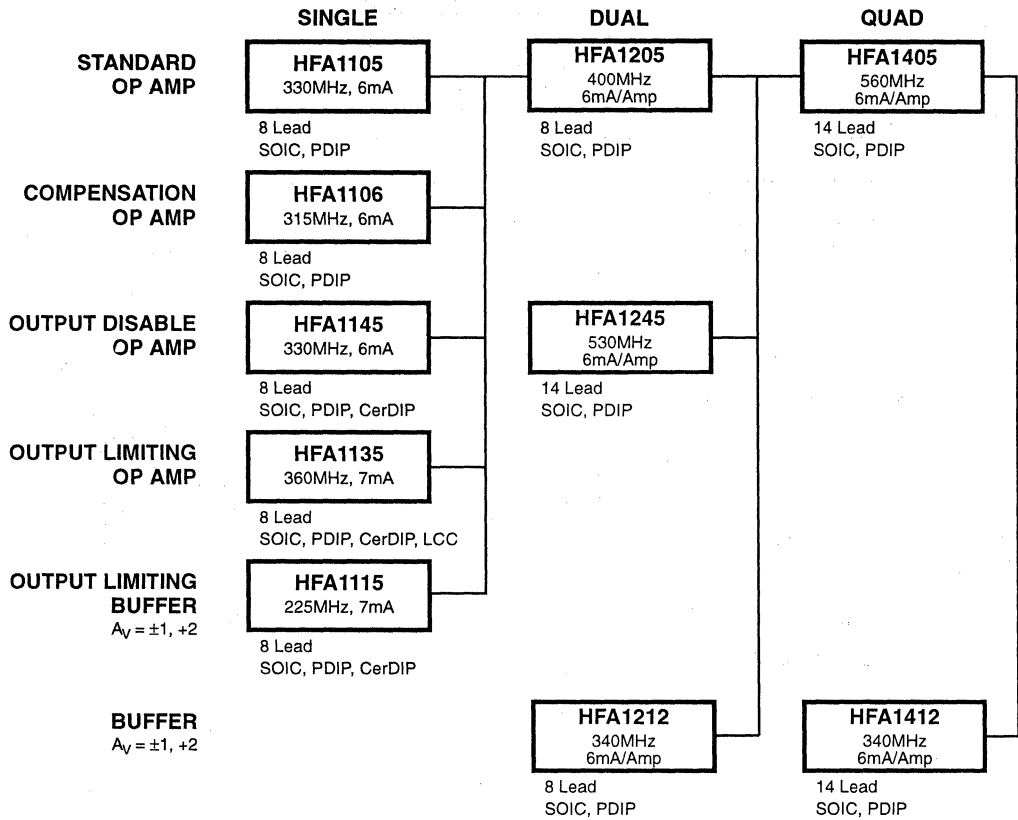 SINGLE DUAL QUAD
STANDARD
OP AMP
HFA1105
330MHz, 6mA
8 Lead
SOIC, PDIP
HFA1205
400MHz
6mA/Amp
8 Lead
SOIC, PDIP
HFA1405
560MHz
6mA/Amp
14 Lead
SOIC, PDIP
COMPENSATION
OP AMP
HFA1106
315MHz, 6mA
8 Lead
SOIC, PDIP
OUTPUT DISABLE
OP AMP
HFA1145
330MHz, 6mA
8 Lead
SOIC, PDIP, CerDIP
HFA1245
530MHz
6mA/Amp
14 Lead
SOIC, PDIP
OUTPUT LIMITING
OP AMP
HFA1135
360MHz, 7mA
8 Lead
SOIC, PDIP, CerDIP, LCC
OUTPUT LIMITING
BUFFER
AV = ±1, +2
HFA1115
225MHz, 7mA
8 Lead
SOIC, PDIP, CerDIP
BUFFER
AV = ±1, +2
HFA1212
340MHz
6mA/Amp
8 Lead
SOIC, PDIP
HFA1412
340MHz
6mA/Amp
14 Lead
SOIC, PDIP